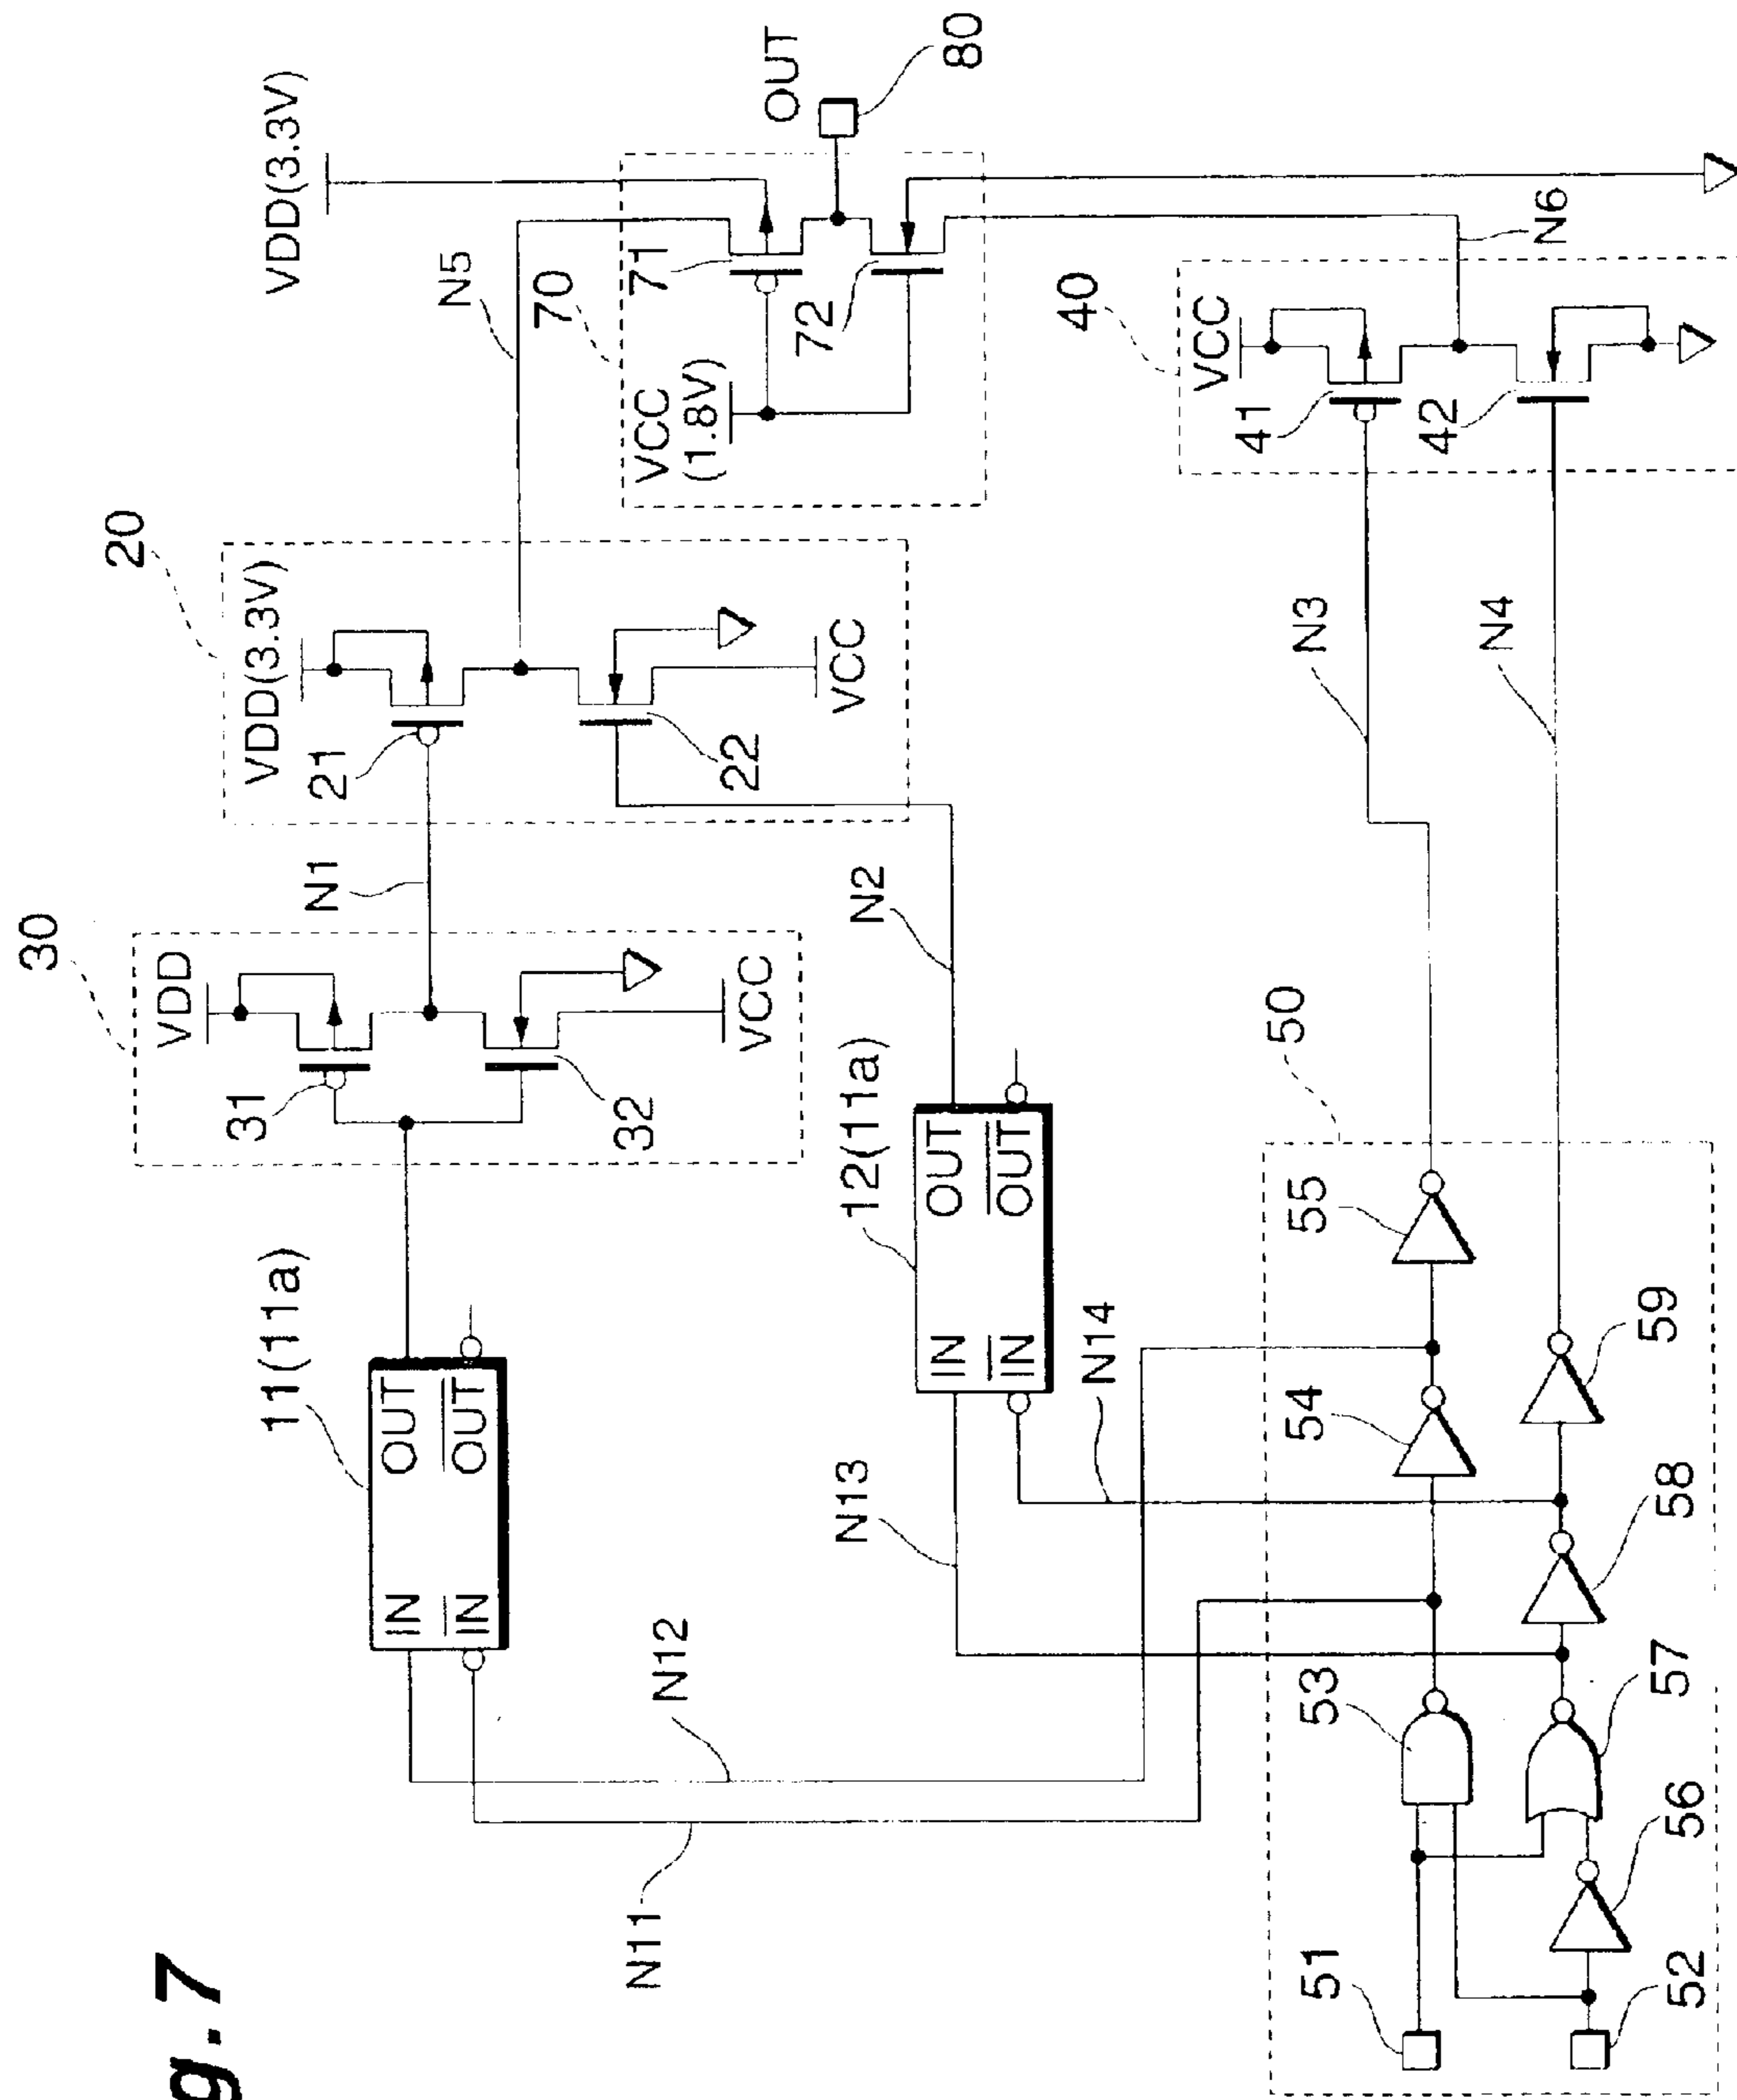 g.7
30
VDD
31
32
VCC
N1
20
VDD(3.3V)
21
22
VCC
N5
VDD(3.3V)
70
71
VCC
(1.8V)
72
OUT
80
11(11a)
IN
OUT
IN
OUT
12(11a)
IN
OUT
IN
OUT
N2
N3
N4
40
VCC
41
42
N6
N11
N12
N13
N14
50
51
52
53
54
55
56
57
58
59